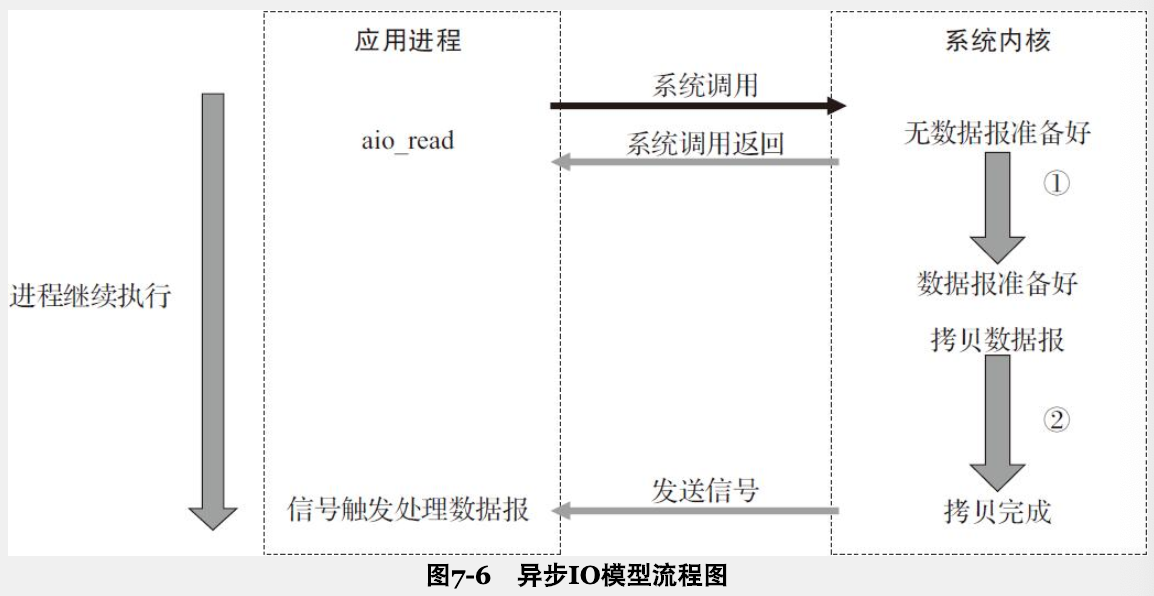 应用进程
系统内核
系统调用
aio_read
系统调用返回
无数据报准备好
①
进程继续执行
数据报准备好
拷贝数据报
②
发送信号
信号触发处理数据报
拷贝完成
图7-6 异步IO模型流程图